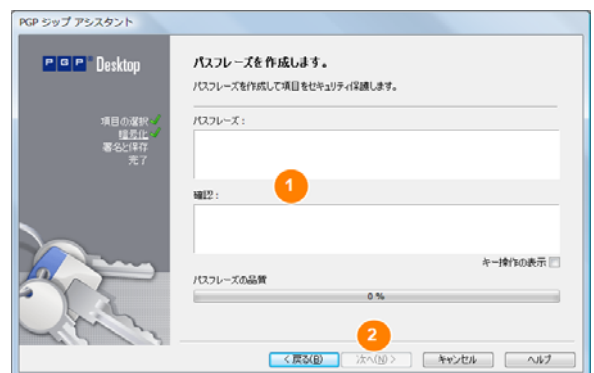 PGP ジップ アシスタント
PGP Desktop
項目の選択
暗号化
署名と保存
完了
パスフレーズを作成します。
パスフレーズを作成して項目をセキュリティ保護します。
パスフレーズ:
1
確認:
キー操作の表示
パスフレーズの品質
0 %
2
< 戻る(B)
次へ(N) >
キャンセル
ヘルプ